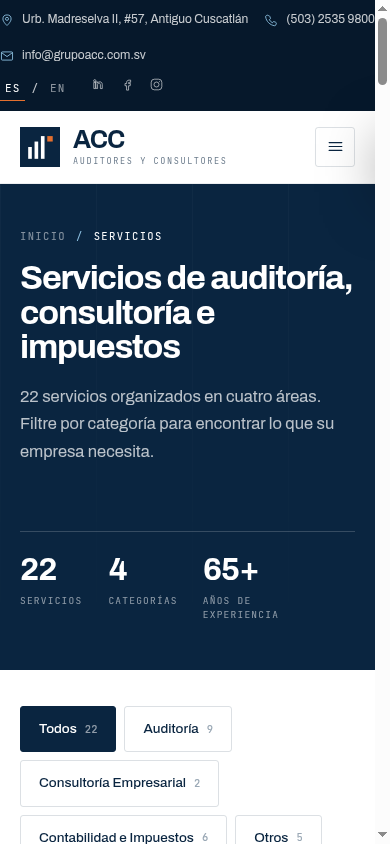 Urb. Madreselva II, #57, Antiguo Cuscatlán (503) 2535 9800
info@grupoacc.com.sv
ES / EN
ACC
AUDITORES Y CONSULTORES
INICIO / SERVICIOS
Servicios de auditoría,
consultoría e
impuestos
22 servicios organizados en cuatro áreas.
Filtre por categoría para encontrar lo que su
empresa necesita.
22 4 65+
SERVICIOS CATEGORÍAS AÑOS DE
EXPERIENCIA
Todos 22 Auditoría 9
Consultoría Empresarial 2
Contabilidad e Impuestos 6 Otros 5